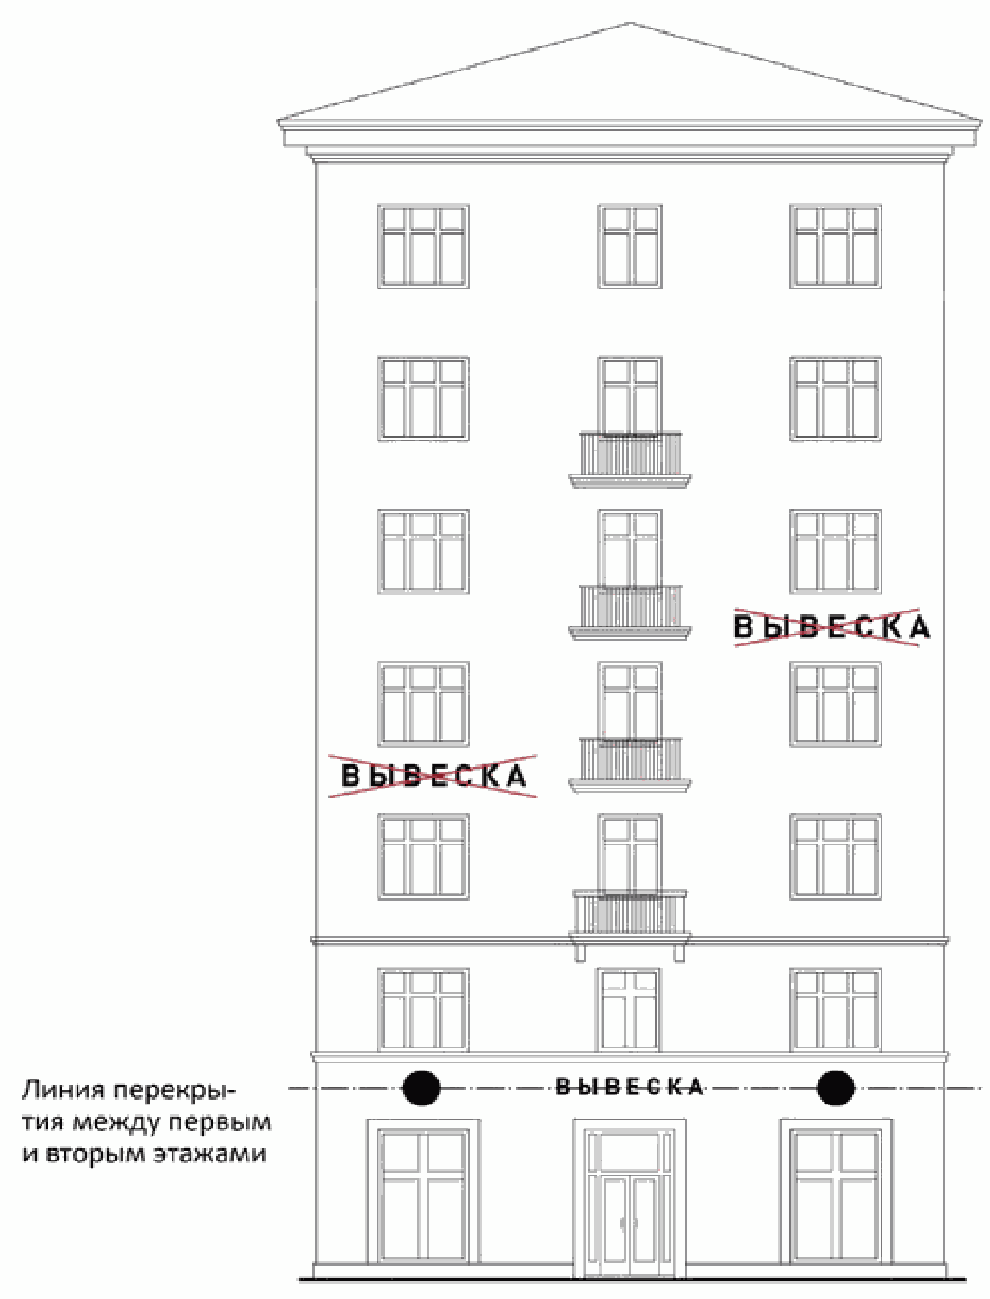 ВЫВЕСКА
ВЫВЕСКА
Линия перекры-
тия между первым
и вторым этажами
ВЫВЕСКА